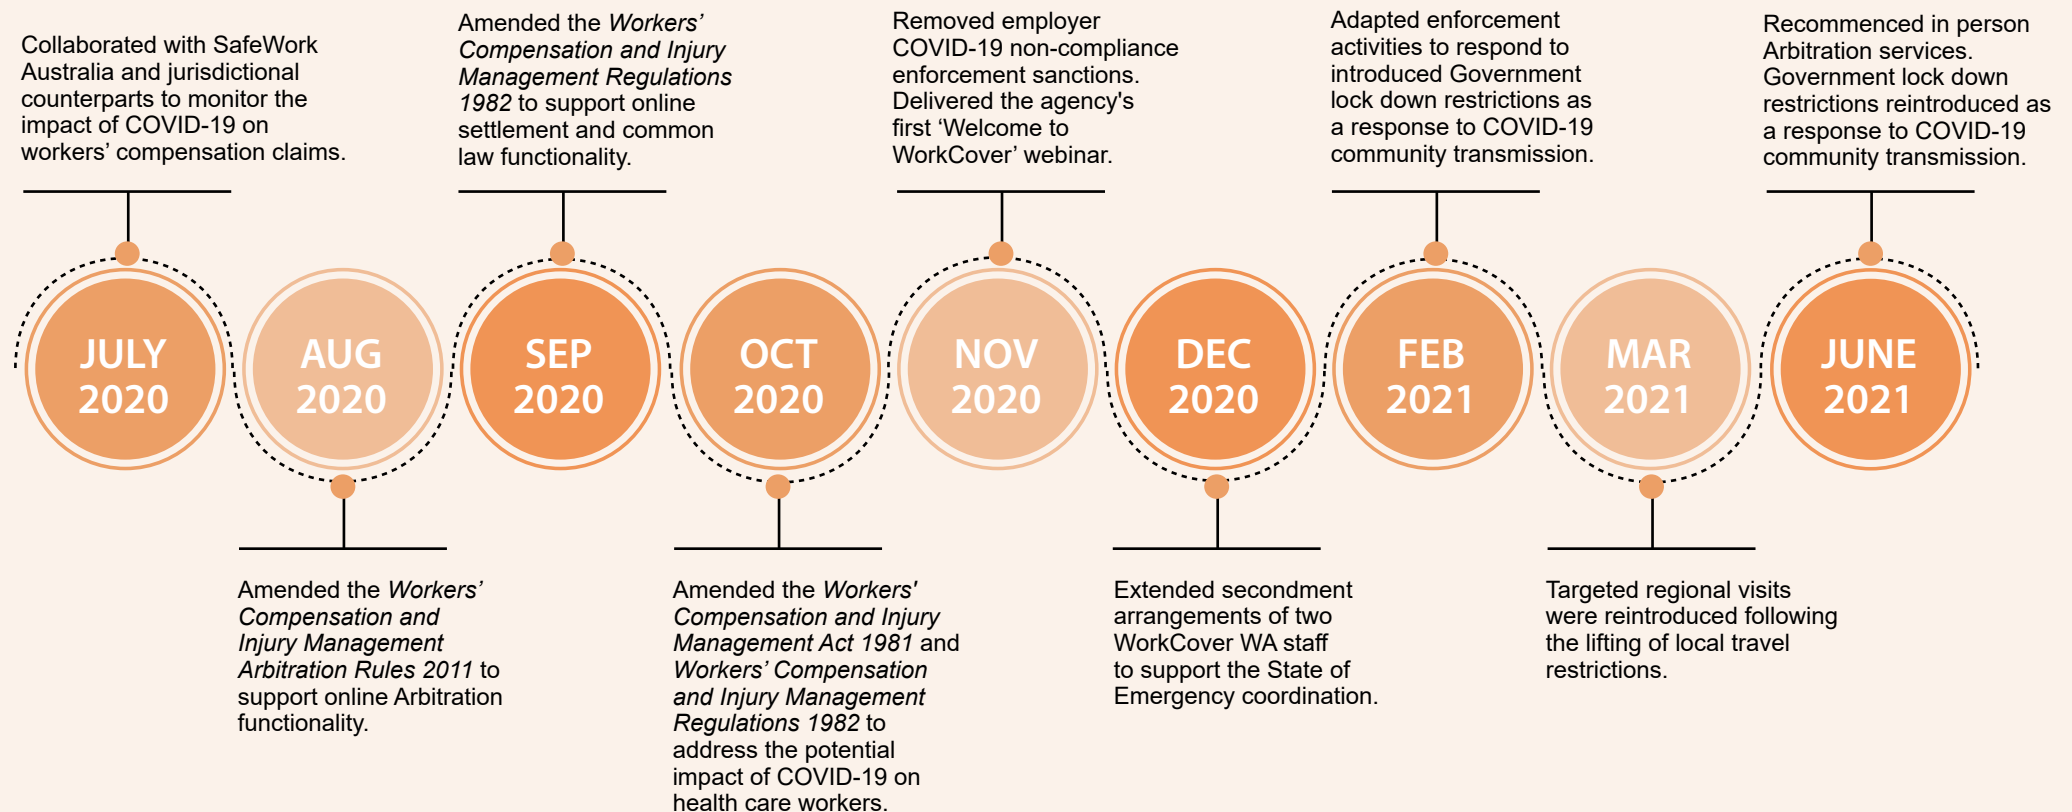 Collaborated with SafeWork
Australia and jurisdictional
counterparts to monitor the
impact of COVID-19 on
workers’ compensation claims.
Amended the Workers’
Compensation and Injury
Management Regulations
1982 to support online
settlement and common
law functionality.
Removed employer
COVID-19 non-compliance
enforcement sanctions.
Delivered the agency's
first ‘Welcome to
WorkCover’ webinar.
Adapted enforcement
activities to respond to
introduced Government
lock down restrictions as
a response to COVID-19
community transmission.
Recommenced in person
Arbitration services.
Government lock down
restrictions reintroduced as
a response to COVID-19
community transmission.
JULY
2020
AUG
2020
SEP
2020
OCT
2020
NOV
2020
DEC
2020
FEB
2021
MAR
2021
JUNE
2021
Amended the Workers’
Compensation and
Injury Management
Arbitration Rules 2011 to
support online Arbitration
functionality.
Amended the Workers'
Compensation and Injury
Management Act 1981 and
Workers’ Compensation
and Injury Management
Regulations 1982 to
address the potential
impact of COVID-19 on
health care workers.
Extended secondment
arrangements of two
WorkCover WA staff
to support the State of
Emergency coordination.
Targeted regional visits
were reintroduced following
the lifting of local travel
restrictions.